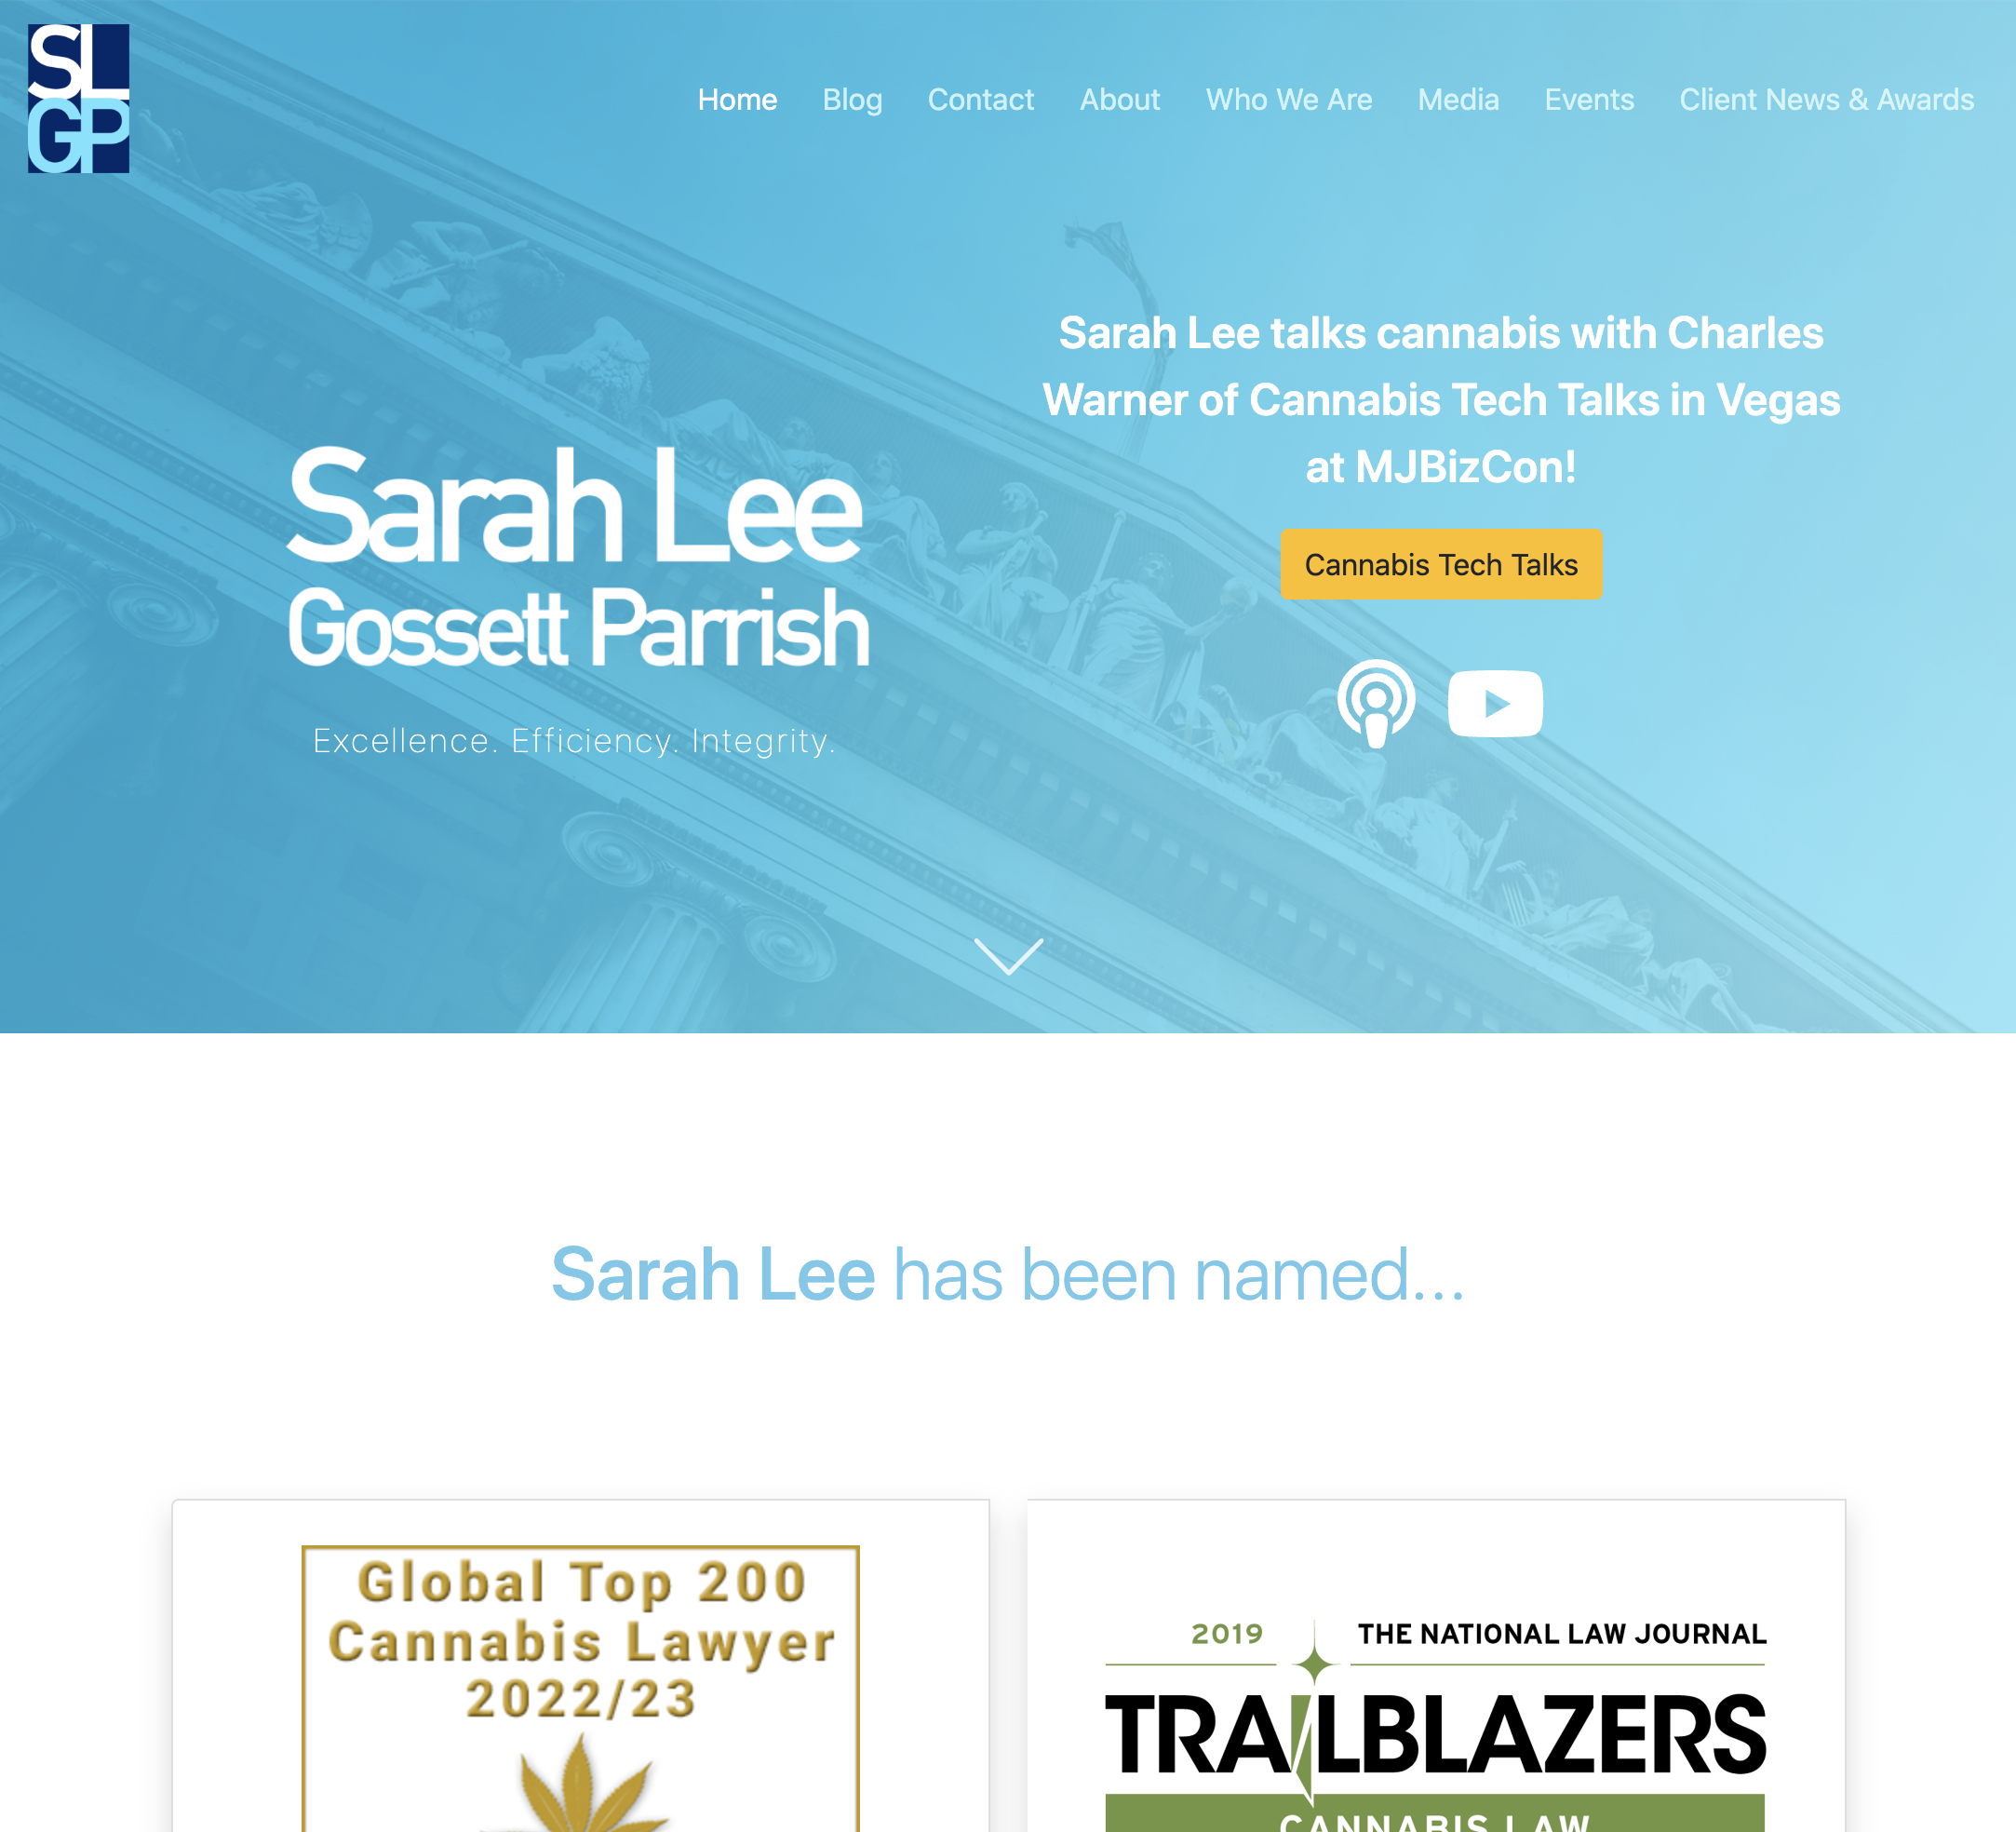 SL
GP
Home Blog Contact About Who We Are Media Events Client News & Awards
Sarah Lee
Gossett Parrish
Excellence. Efficiency. Integrity.
Sarah Lee talks cannabis with Charles
Warner of Cannabis Tech Talks in Vegas
at MJBizCon!
Cannabis Tech Talks
Sarah Lee has been named...
Global Top 200
Cannabis Lawyer
2022/23
2019 THE NATIONAL LAW JOURNAL
TRAILBLAZERS
CANNABIS LAW